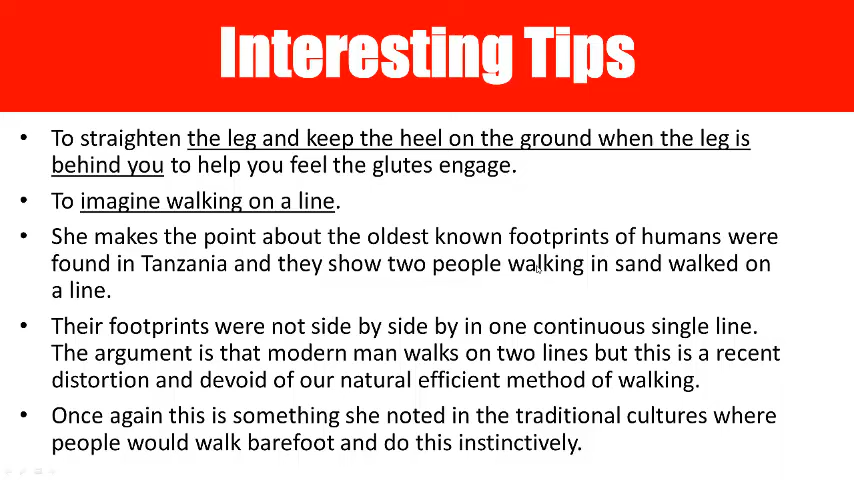 Interesting Tips
• To straighten the leg and keep the heel on the ground when the leg is
behind you to help you feel the glutes engage.
• To imagine walking on a line.
• She makes the point about the oldest known footprints of humans were
found in Tanzania and they show two people walking in sand walked on
a line.
• Their footprints were not side by side by in one continuous single line.
The argument is that modern man walks on two lines but this is a recent
distortion and devoid of our natural efficient method of walking.
• Once again this is something she noted in the traditional cultures where
people would walk barefoot and do this instinctively.